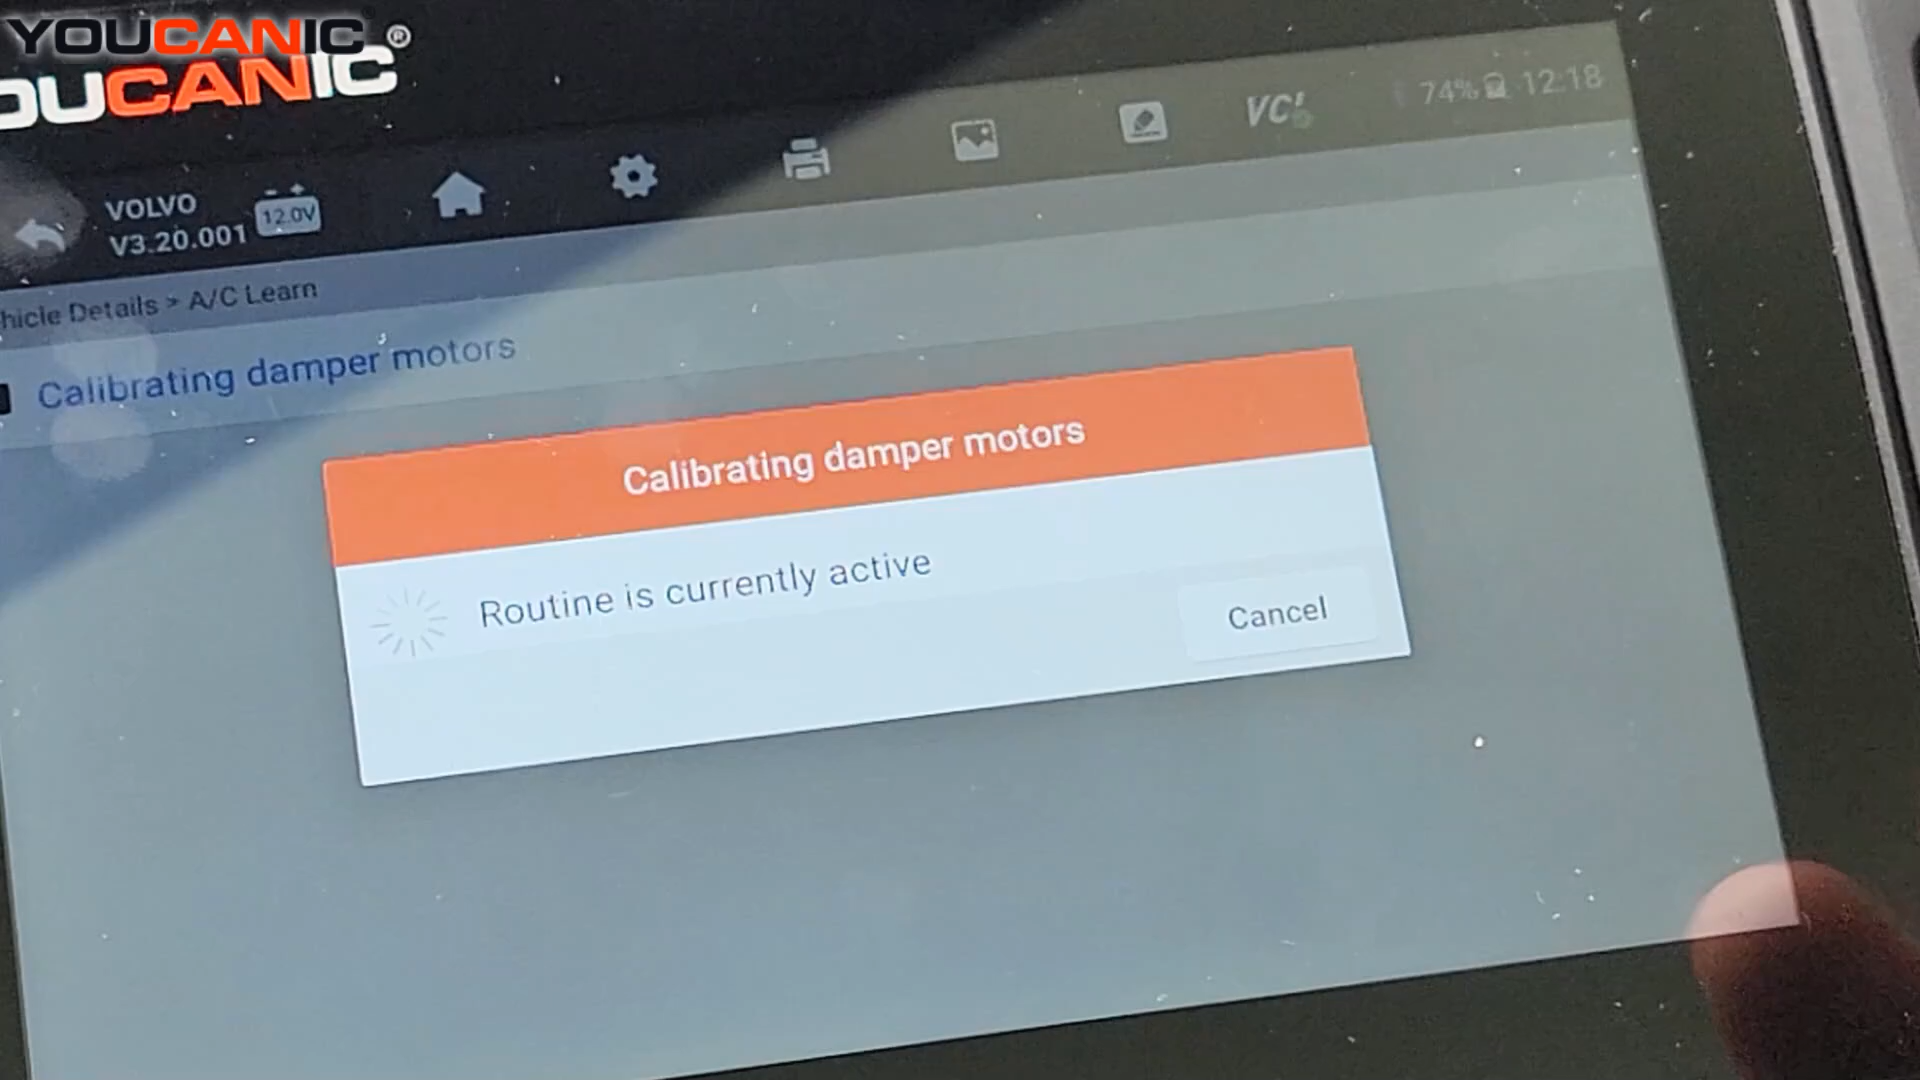 YOUCANIC
OUCANIC®
74% 12:18
VOLVO
V3.20.001
12.0V
hicle Details > A/C Learn
Calibrating damper motors
Calibrating damper motors
Routine is currently active
Cancel